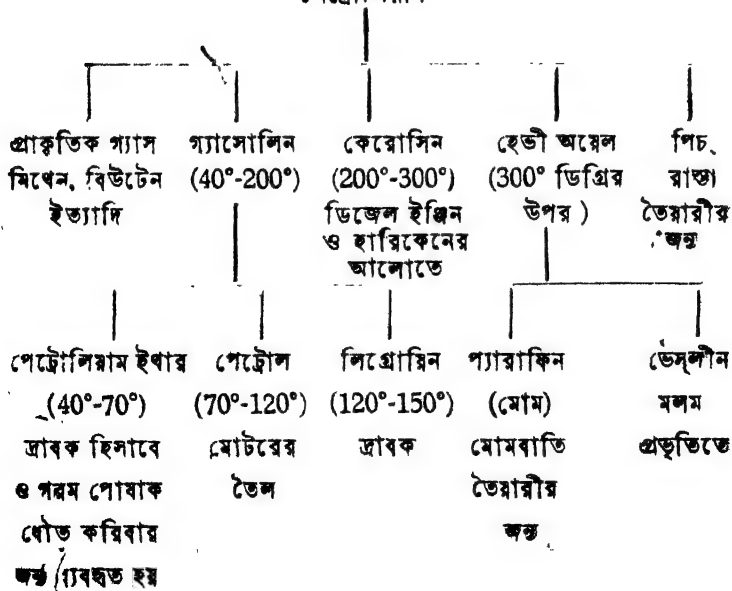 প্রাকৃতিক গ্যাস গ্যাসোলিন কেরোসিন হেভী অয়েল পিচ,
মিথেন, বিউটেন (40°-200°) (200°-300°) (300° ডিগ্রির রাস্তা
ইত্যাদি ডিজেল ইঞ্জিন উপর ) তৈয়ারীর
ও হারিকেনের জন্য
আলোতে
পেট্রোলিয়াম ইথার পেট্রোল লিগ্রোয়িন প্যারাফিন ভেস্‌লীন
(40°-70°) (70°-120°) (120°-150°) (মোম) মলম
দ্রাবক হিসাবে মোটরের দ্রাবক মোমবাতি প্রভৃতিতে
ও গরম পোষাক তৈল তৈয়ারীর
ধৌত করিবার জন্য
জন্য ব্যবহৃত হয়